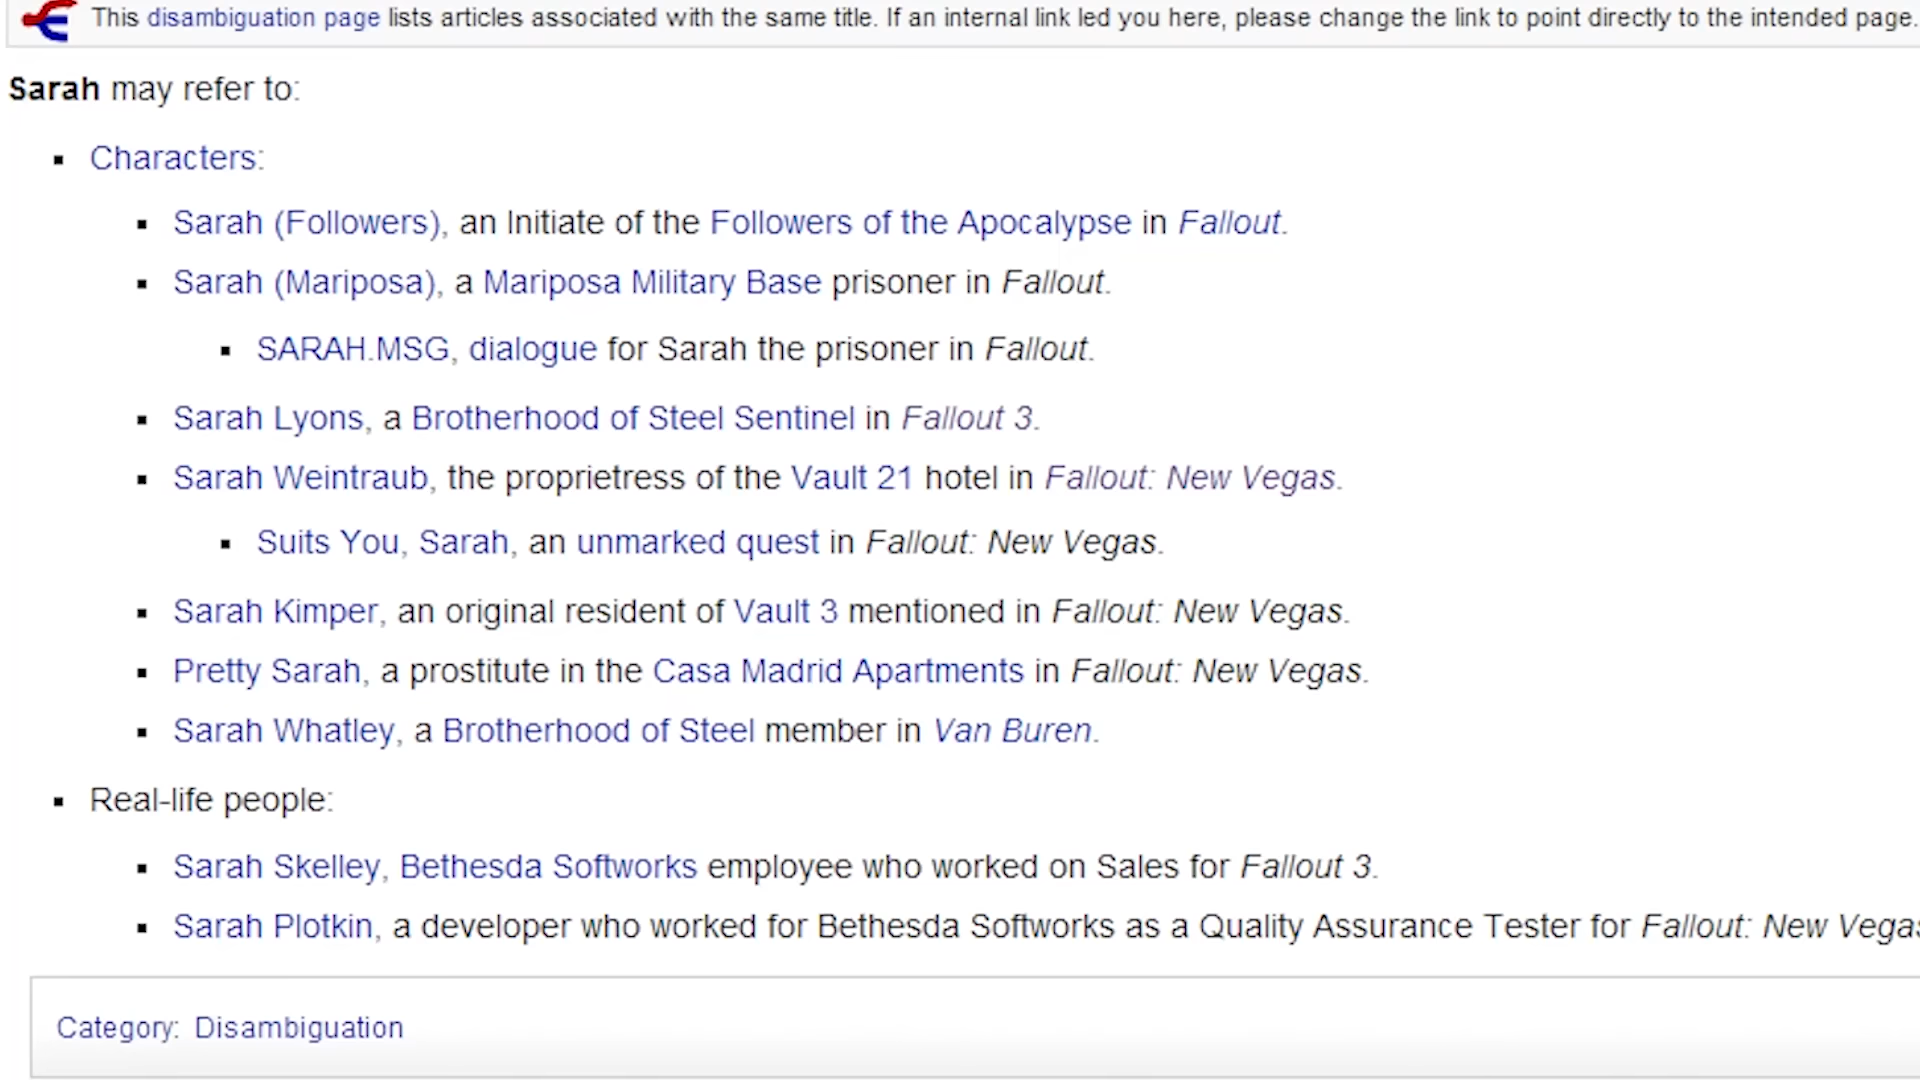 This disambiguation page lists articles associated with the same title. If an internal link led you here, please change the link to point directly to the intended page.
Sarah may refer to:
Characters:
Sarah (Followers), an Initiate of the Followers of the Apocalypse in Fallout.
Sarah (Mariposa), a Mariposa Military Base prisoner in Fallout.
SARAH.MSG, dialogue for Sarah the prisoner in Fallout.
Sarah Lyons, a Brotherhood of Steel Sentinel in Fallout 3.
Sarah Weintraub, the proprietress of the Vault 21 hotel in Fallout: New Vegas.
Suits You, Sarah, an unmarked quest in Fallout: New Vegas.
Sarah Kimper, an original resident of Vault 3 mentioned in Fallout: New Vegas.
Pretty Sarah, a prostitute in the Casa Madrid Apartments in Fallout: New Vegas.
Sarah Whatley, a Brotherhood of Steel member in Van Buren.
Real-life people:
Sarah Skelley, Bethesda Softworks employee who worked on Sales for Fallout 3.
Sarah Plotkin, a developer who worked for Bethesda Softworks as a Quality Assurance Tester for Fallout: New Vegas
Category: Disambiguation